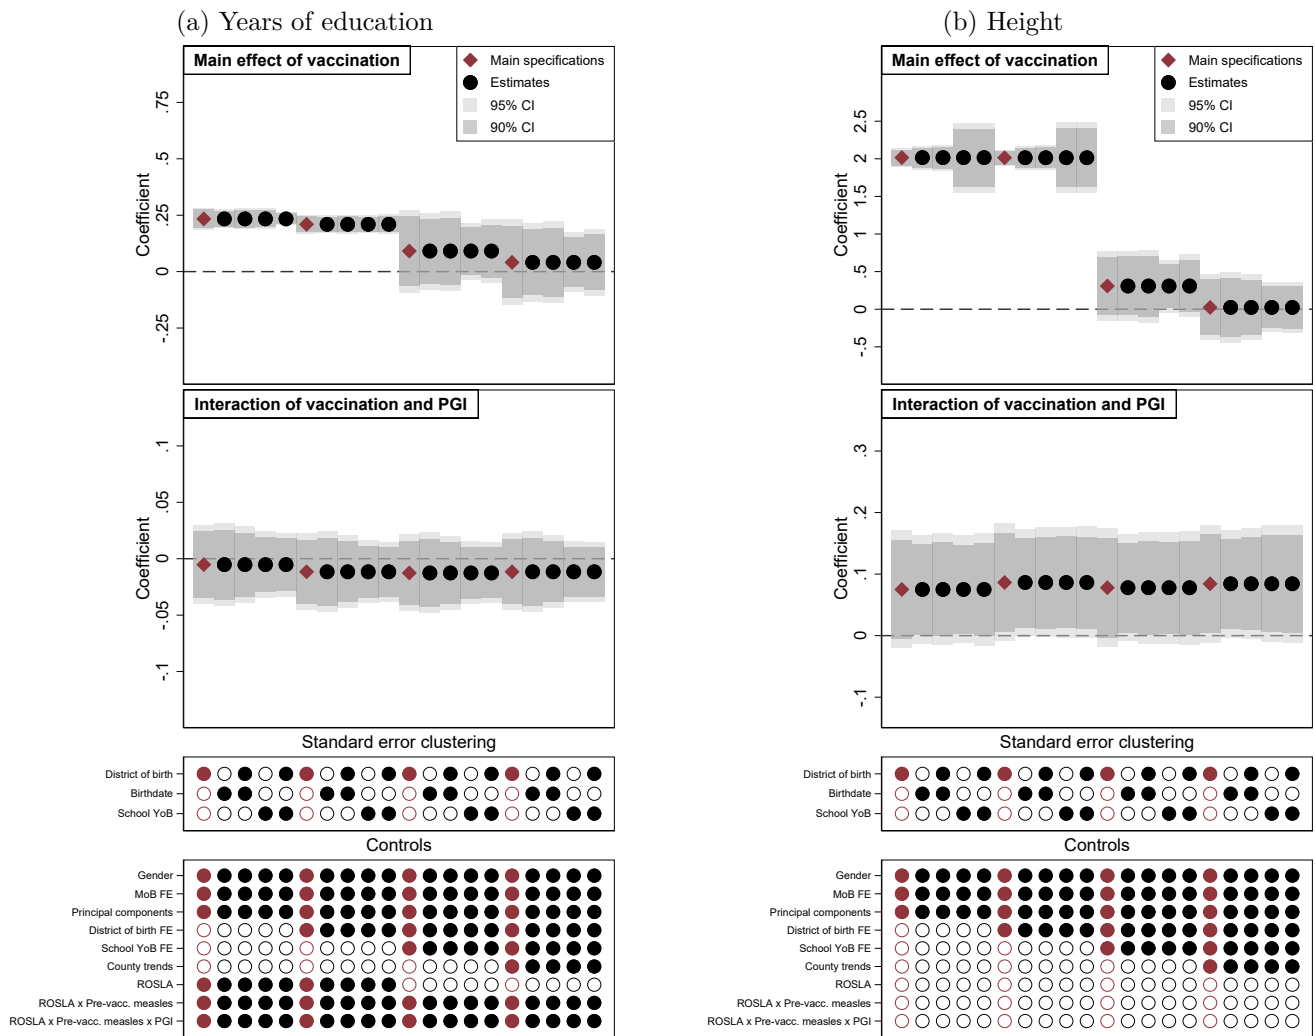 (a) Years of education
Main effect of vaccination
Main specifications
Estimates
95% CI
90% CI
Coefficient
.75
.5
.25
0
-.25
Interaction of vaccination and PGI
Coefficient
.1
.05
0
-.05
-.1
Standard error clustering
District of birth
Birthdate
School YoB
Controls
Gender
MoB FE
Principal components
District of birth FE
School YoB FE
County trends
ROSLA
ROSLA x Pre-vacc. measles
ROSLA x Pre-vacc. measles x PGI
(b) Height
Main effect of vaccination
Main specifications
Estimates
95% CI
90% CI
Coefficient
2.5
2
1.5
1
.5
0
-.5
Interaction of vaccination and PGI
Coefficient
.3
.2
.1
0
-.1
Standard error clustering
District of birth
Birthdate
School YoB
Controls
Gender
MoB FE
Principal components
District of birth FE
School YoB FE
County trends
ROSLA
ROSLA x Pre-vacc. measles
ROSLA x Pre-vacc. measles x PGI